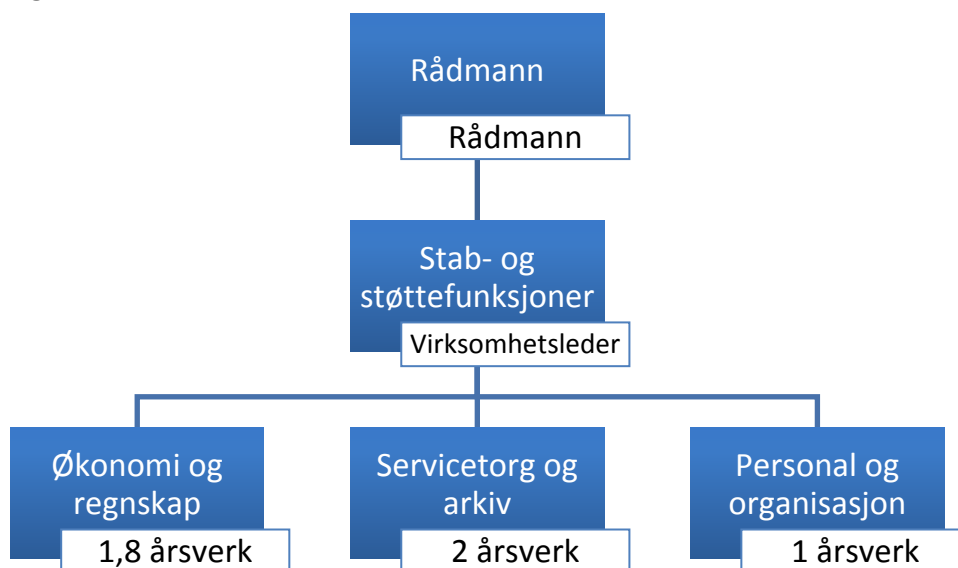 Rådmann
Rådmann
Stab- og
støttefunksjoner
Virksomhetsleder
Økonomi og
regnskap
1,8 årsverk
Servicetorg og
arkiv
2 årsverk
Personal og
organisasjon
1 årsverk